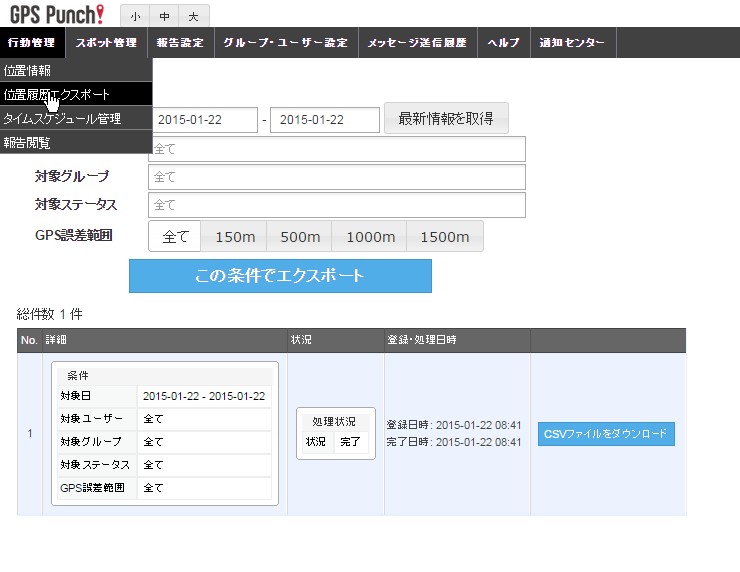 GPS Punch! 小 中 大
行動管理 スポット管理 報告設定 グループ・ユーザー設定 メッセージ送信履歴 ヘルプ 通知センター
位置情報
位置履歴エクスポート
タイムスケジュール管理 2015-01-22 - 2015-01-22 最新情報を取得
報告閲覧 全て
対象グループ 全て
対象ステータス 全て
GPS誤差範囲 全て 150m 500m 1000m 1500m
この条件でエクスポート
総件数 1 件
No. 詳細 状況 登録・処理日時
条件
対象日 2015-01-22 - 2015-01-22
対象ユーザー 全て
対象グループ 全て
対象ステータス 全て
GPS誤差範囲 全て
1
処理状況
状況 完了
登録日時: 2015-01-22 08:41
完了日時: 2015-01-22 08:41
CSVファイルをダウンロード